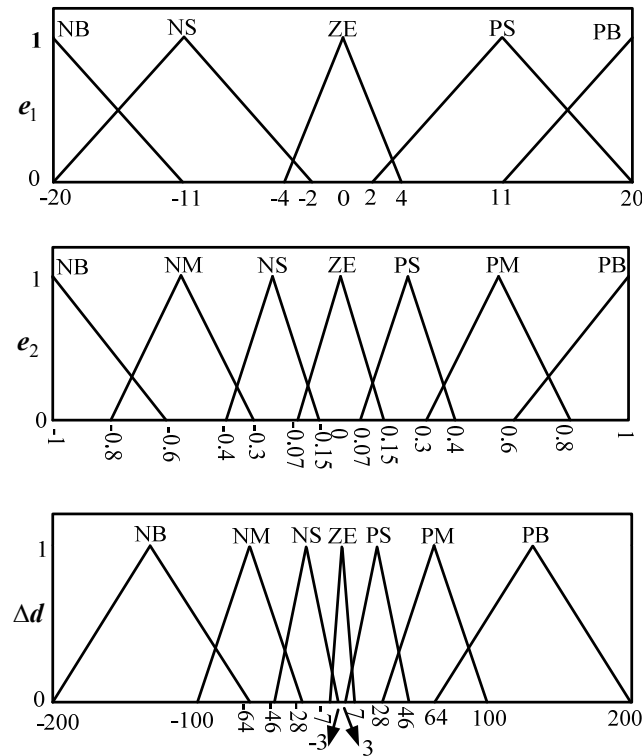 NB NS ZE PS PB
1
e1
0
-20 -11 -4 -2 0 2 4 11 20
NB NM NS ZE PS PM PB
1
e2
0
-1 -0.8 -0.6 -0.4 -0.3 -0.07 -0.15 0 0.07 0.15 0.3 0.4 0.6 0.8 1
NB NM NS ZE PS PM PB
1
Δd
0
-200 -100 -64 -46 -28 -7 7 28 46 64 100 200
-3 3